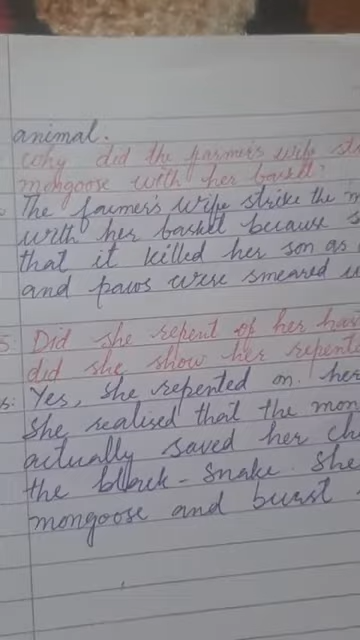 animal.
why did the farmer's wife
mongoose with her basket?
The farmer's wife strike the
with her basket because
that it killed her son as
and paws were smeared
5. Did she repent of her
did she show her
Yes, she repented on her
She realised that the
actually saved her
the black - snake. She
mongoose and burst